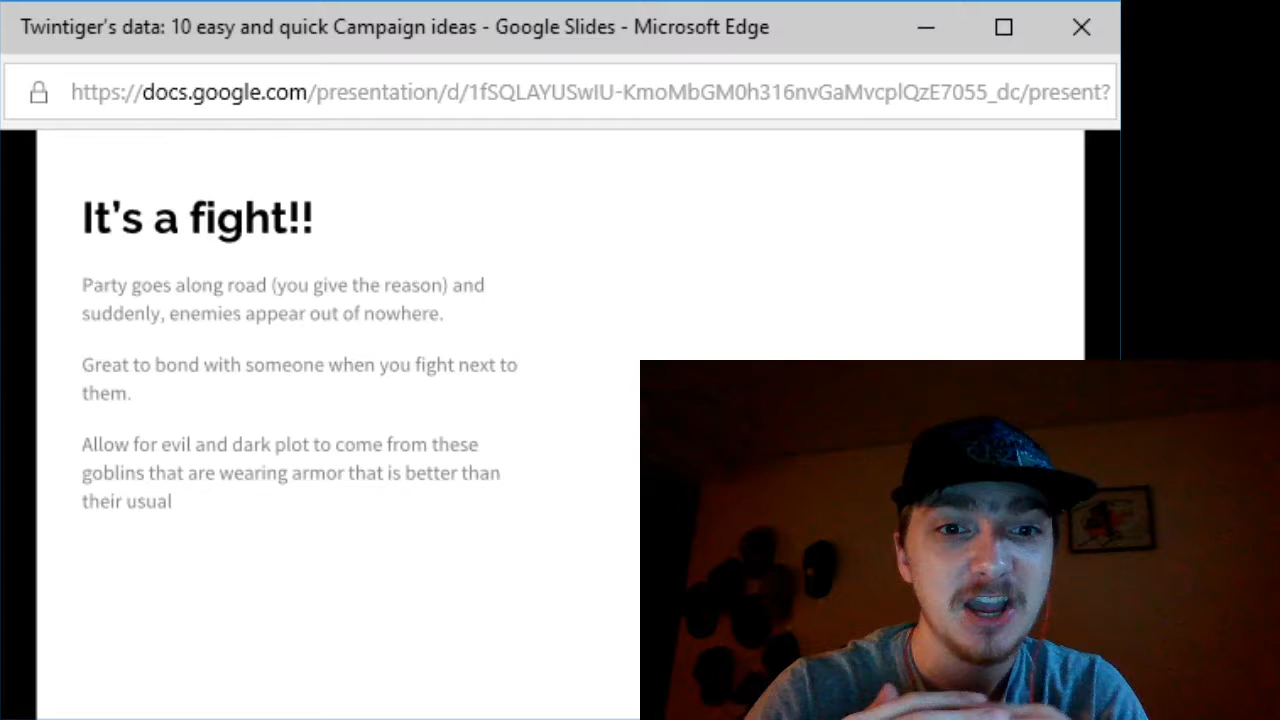 Twintiger's data: 10 easy and quick Campaign ideas - Google Slides - Microsoft Edge
https://docs.google.com/presentation/d/1fSQLAYUSwIU-KmoMbGM0h316nvGaMvcplQzE7055_dc/present?
It's a fight!!
Party goes along road (you give the reason) and
suddenly, enemies appear out of nowhere.
Great to bond with someone when you fight next to
them.
Allow for evil and dark plot to come from these
goblins that are wearing armor that is better than
their usual